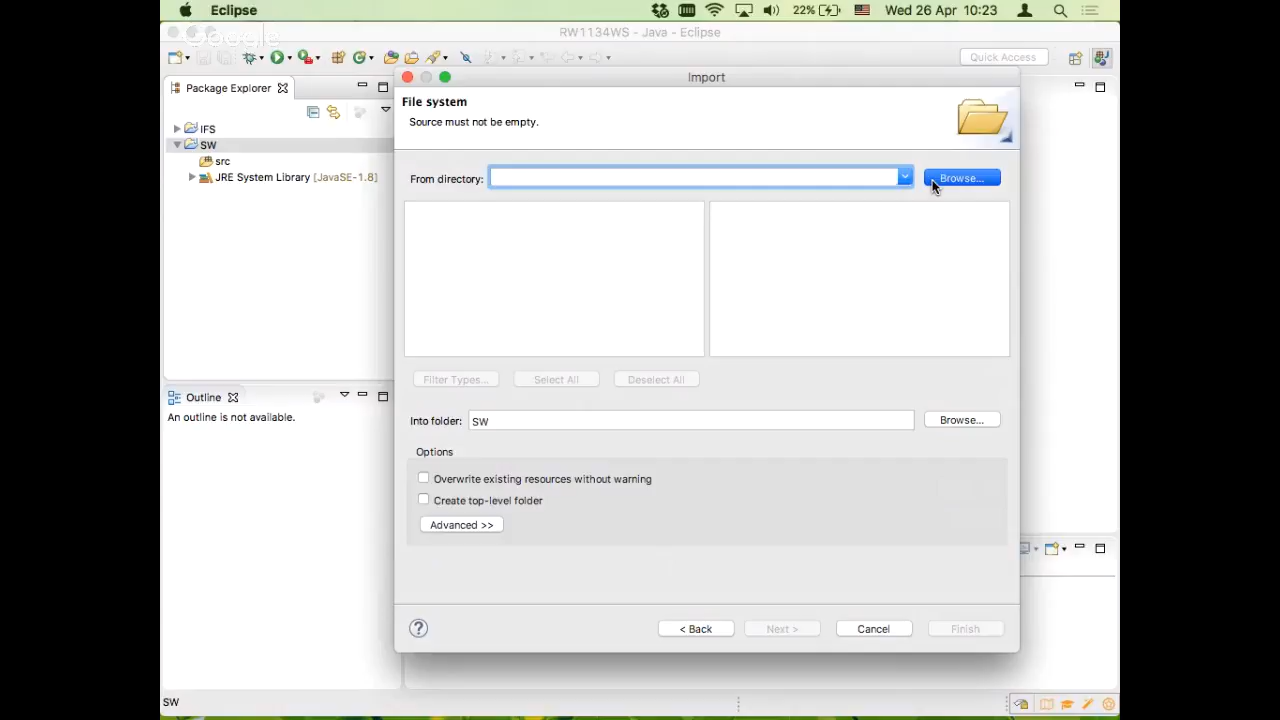 Eclipse
22%
Wed 26 Apr 10:23
Google
RW1134WS - Java - Eclipse
Quick Access
Package Explorer
IFS
SW
src
JRE System Library [JavaSE-1.8]
Outline
An outline is not available.
Import
File system
Source must not be empty.
From directory:
Browse...
Filter Types...
Select All
Deselect All
Into folder:
SW
Browse...
Options
Overwrite existing resources without warning
Create top-level folder
Advanced >>
?
< Back
Next >
Cancel
Finish
SW